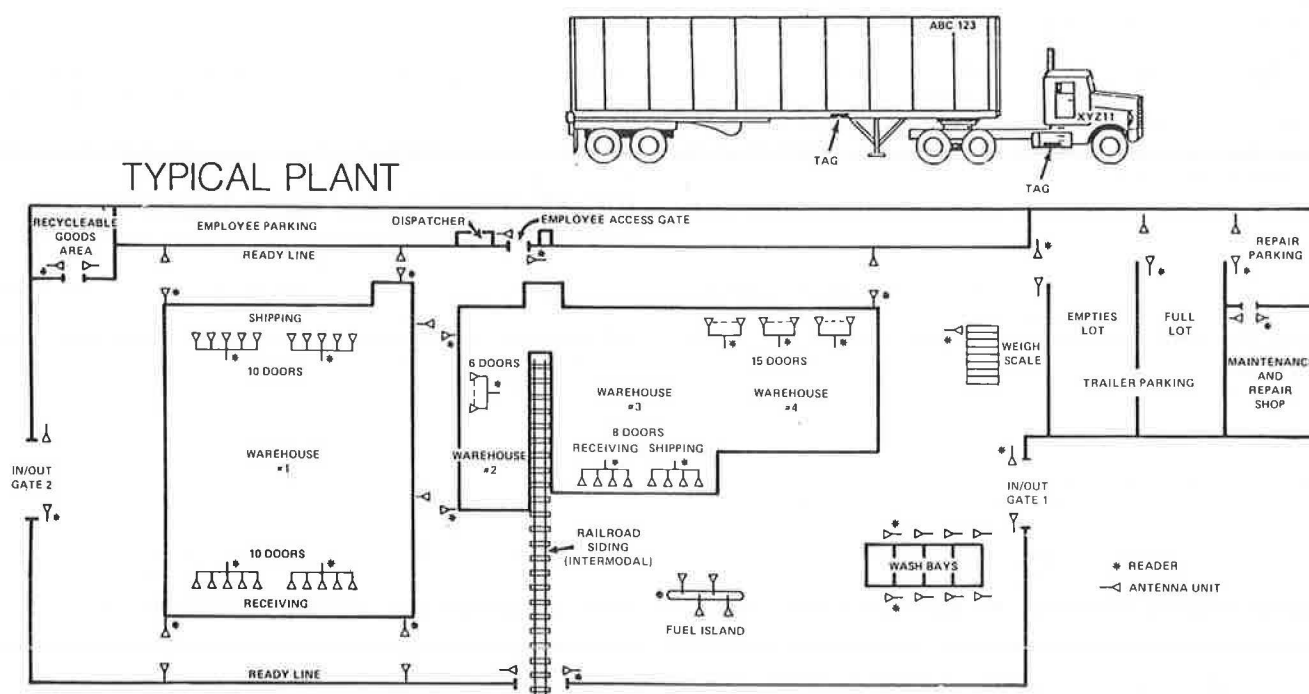 ABC 123
XYZ11
TAG
TAG
TYPICAL PLANT
RECYCLEABLE
GOODS
AREA
EMPLOYEE PARKING
DISPATCHER
EMPLOYEE ACCESS GATE
READY LINE
REPAIR
PARKING
SHIPPING
10 DOORS
6 DOORS
15 DOORS
WEIGH
SCALE
EMPTIES
LOT
FULL
LOT
TRAILER PARKING
MAINTENANCE
AND
REPAIR
SHOP
WAREHOUSE
#3
WAREHOUSE
#4
8 DOORS
RECEIVING
SHIPPING
WAREHOUSE
#1
WAREHOUSE
#2
IN/OUT
GATE 2
IN/OUT
GATE 1
10 DOORS
RECEIVING
RAILROAD
SIDING
(INTERMODAL)
WASH BAYS
FUEL ISLAND
* READER
ANTENNA UNIT
READY LINE